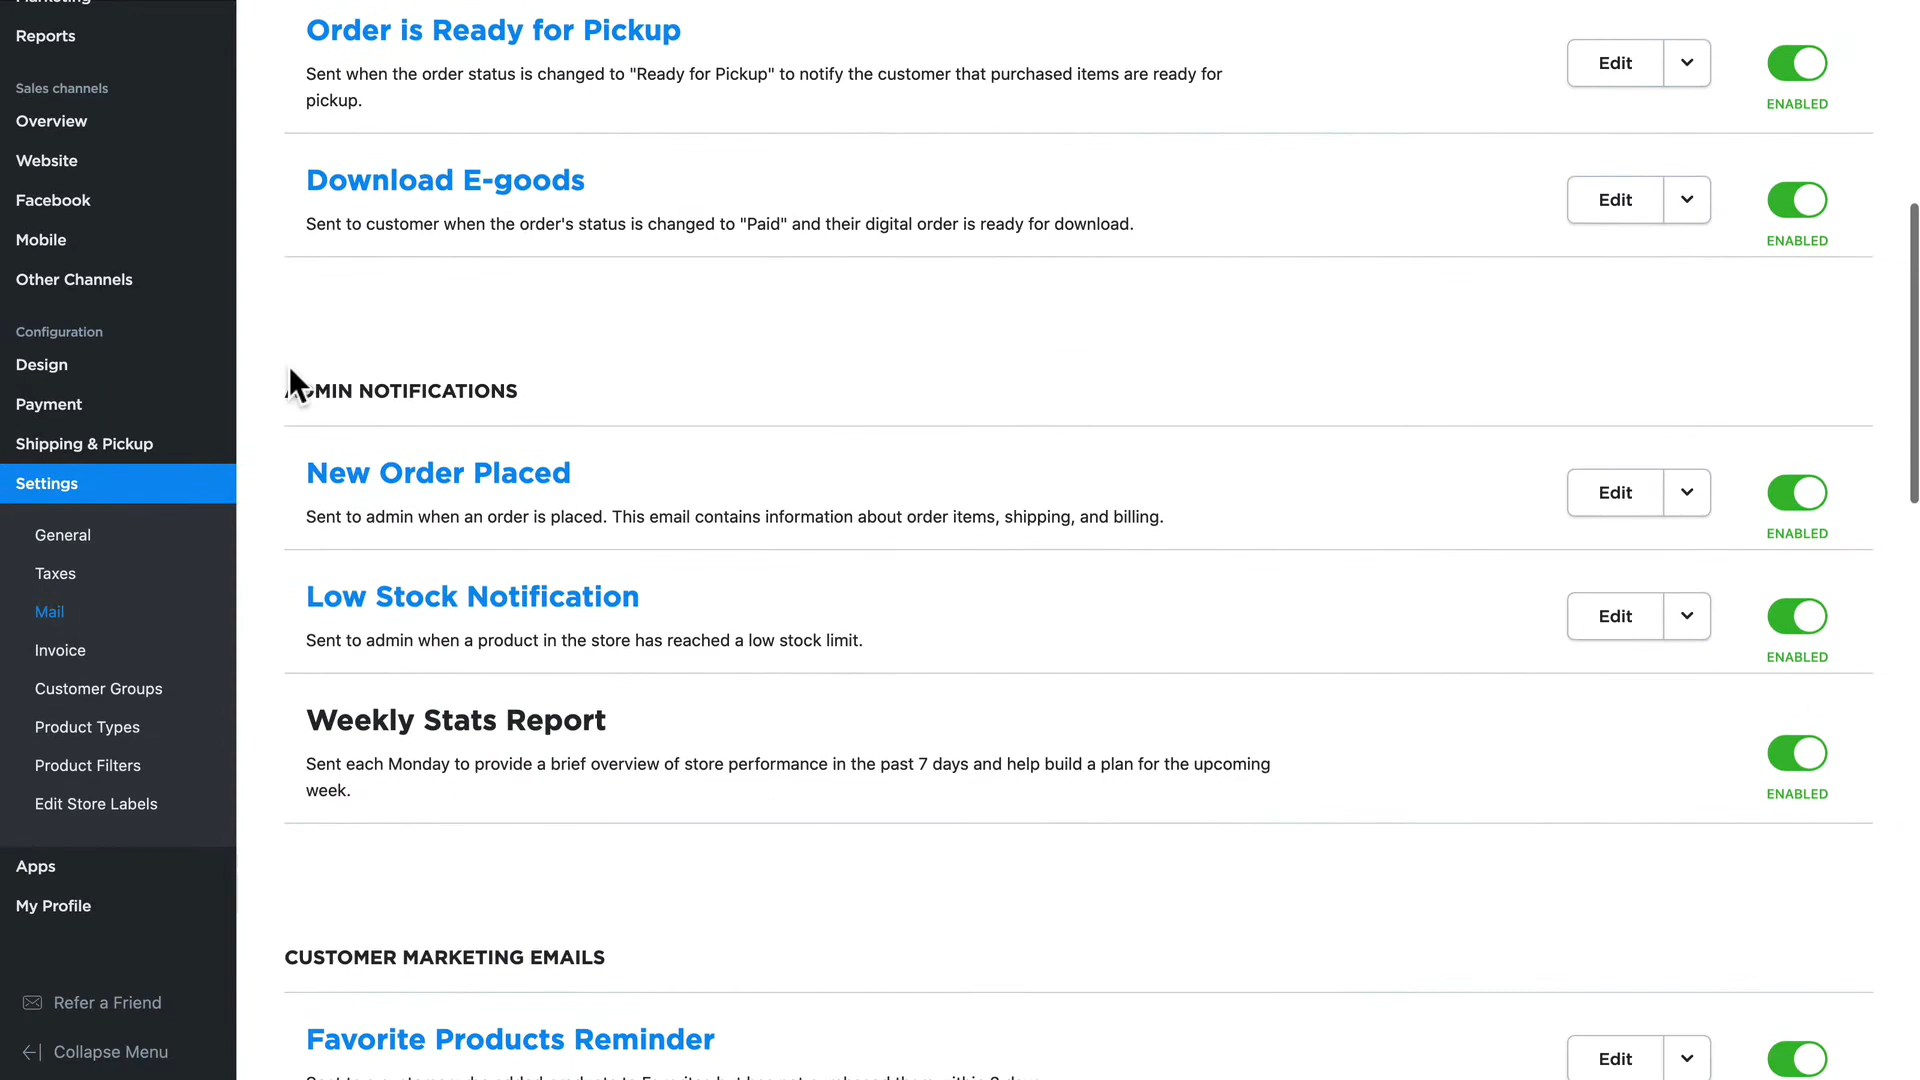 Reports
Sales channels
Overview
Website
Facebook
Mobile
Other Channels
Configuration
Design
Payment
Shipping & Pickup
Settings
General
Taxes
Mail
Invoice
Customer Groups
Product Types
Product Filters
Edit Store Labels
Apps
My Profile
Refer a Friend
Collapse Menu
Order is Ready for Pickup
Sent when the order status is changed to "Ready for Pickup" to notify the customer that purchased items are ready for
pickup.
Edit
ENABLED
Download E-goods
Sent to customer when the order's status is changed to "Paid" and their digital order is ready for download.
Edit
ENABLED
ADMIN NOTIFICATIONS
New Order Placed
Sent to admin when an order is placed. This email contains information about order items, shipping, and billing.
Edit
ENABLED
Low Stock Notification
Sent to admin when a product in the store has reached a low stock limit.
Edit
ENABLED
Weekly Stats Report
Sent each Monday to provide a brief overview of store performance in the past 7 days and help build a plan for the upcoming
week.
ENABLED
CUSTOMER MARKETING EMAILS
Favorite Products Reminder
Edit